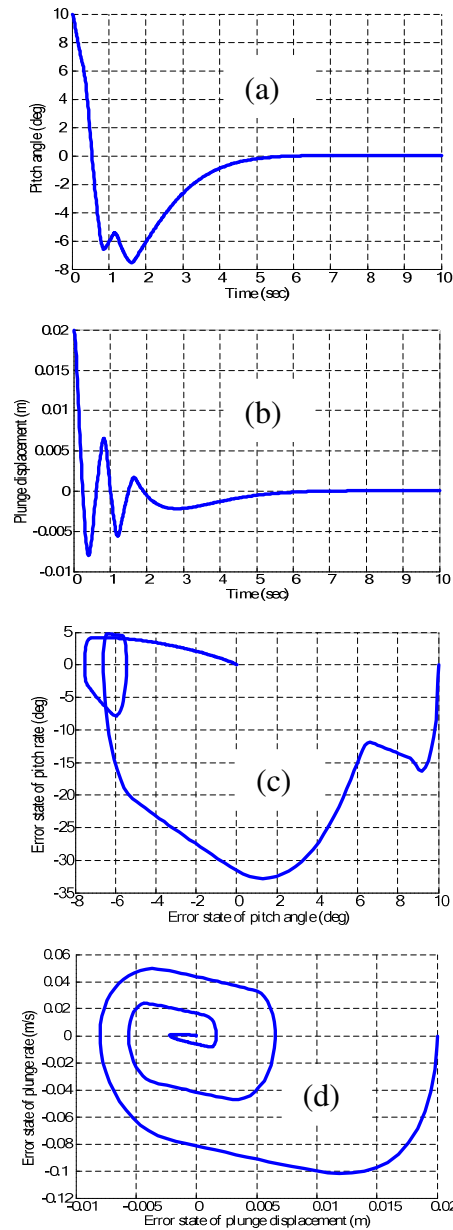 10
8
6
4
2
0
-2
-4
-6
-8
Pitch angle (deg)
(a)
0 1 2 3 4 5 6 7 8 9 10
Time (sec)
0.02
0.015
0.01
0.005
0
-0.005
-0.01
Plunge displacement (m)
(b)
0 1 2 3 4 5 6 7 8 9 10
Time (sec)
5
0
-5
-10
-15
-20
-25
-30
-35
Error state of pitch rate (deg)
(c)
-8 -6 -4 -2 0 2 4 6 8 10
Error state of pitch angle (deg)
0.06
0.04
0.02
0
-0.02
-0.04
-0.06
-0.08
-0.1
-0.12
Error state of plunge rate (m/s)
(d)
-0.01 -0.005 0 0.005 0.01 0.015 0.02
Error state of plunge displacement (m)